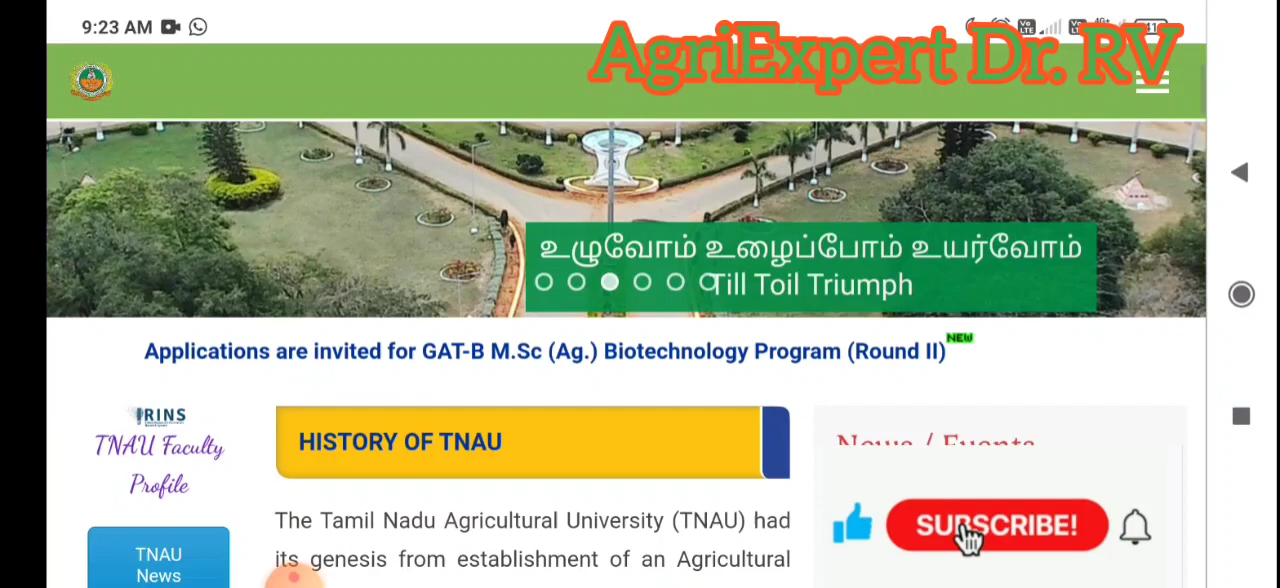 9:23 AM
AgriExpert Dr. RV
உழுவோம் உழைப்போம் உயர்வோம்
Till Toil Triumph
Applications are invited for GAT-B M.Sc (Ag.) Biotechnology Program (Round II) NEW
IRINS
TNAU Faculty
Profile
HISTORY OF TNAU
News / Events
The Tamil Nadu Agricultural University (TNAU) had
its genesis from establishment of an Agricultural
SUBSCRIBE!
TNAU
News